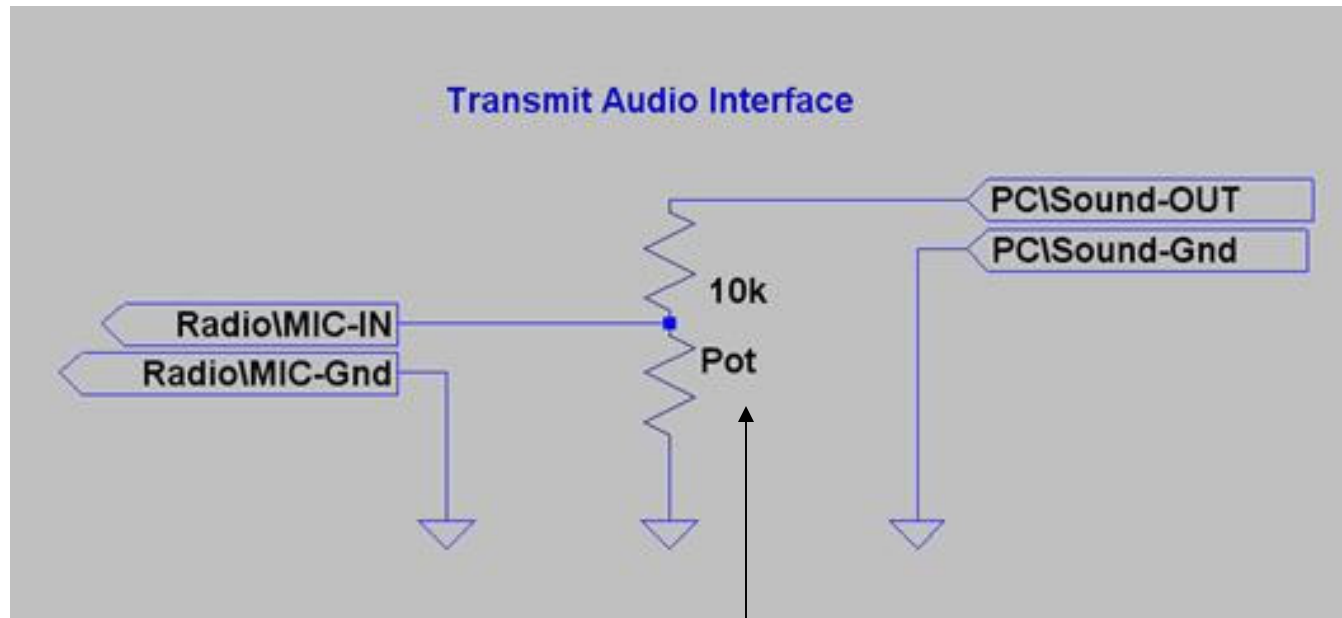 Transmit Audio Interface
PC\Sound-OUT
PC\Sound-Gnd
10k
Radio\MIC-IN
Pot
Radio\MIC-Gnd